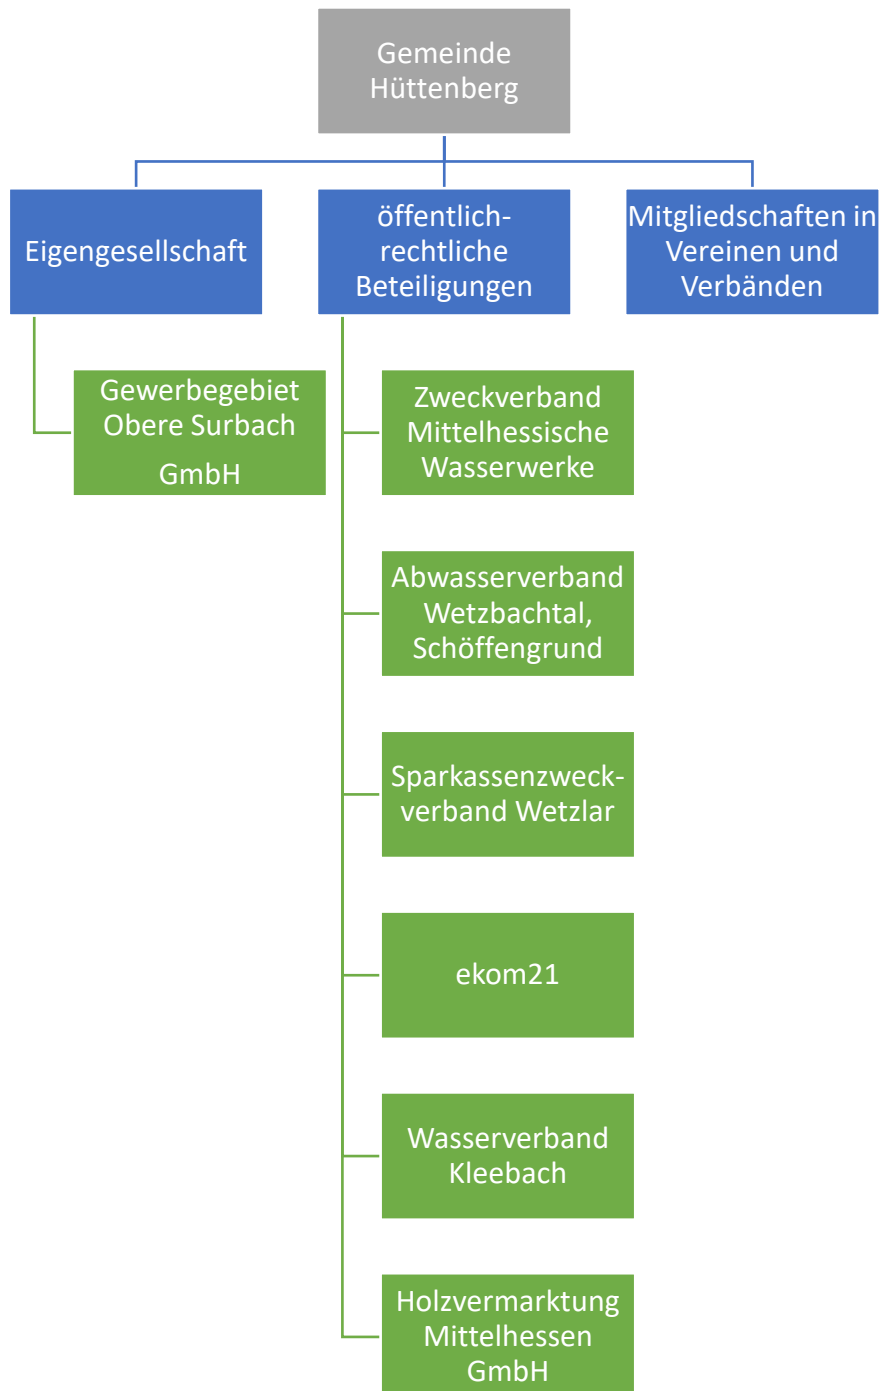 Gemeinde
Hüttenberg
Eigengesellschaft
öffentlich-
rechtliche
Beteiligungen
Mitgliedschaften in
Vereinen und
Verbänden
Gewerbegebiet
Obere Surbach
GmbH
Zweckverband
Mittelhessische
Wasserwerke
Abwasserverband
Wetzbachtal,
Schöffengrund
Sparkassenzweck-
verband Wetzlar
ekom21
Wasserverband
Kleebach
Holzvermarktung
Mittelhessen
GmbH